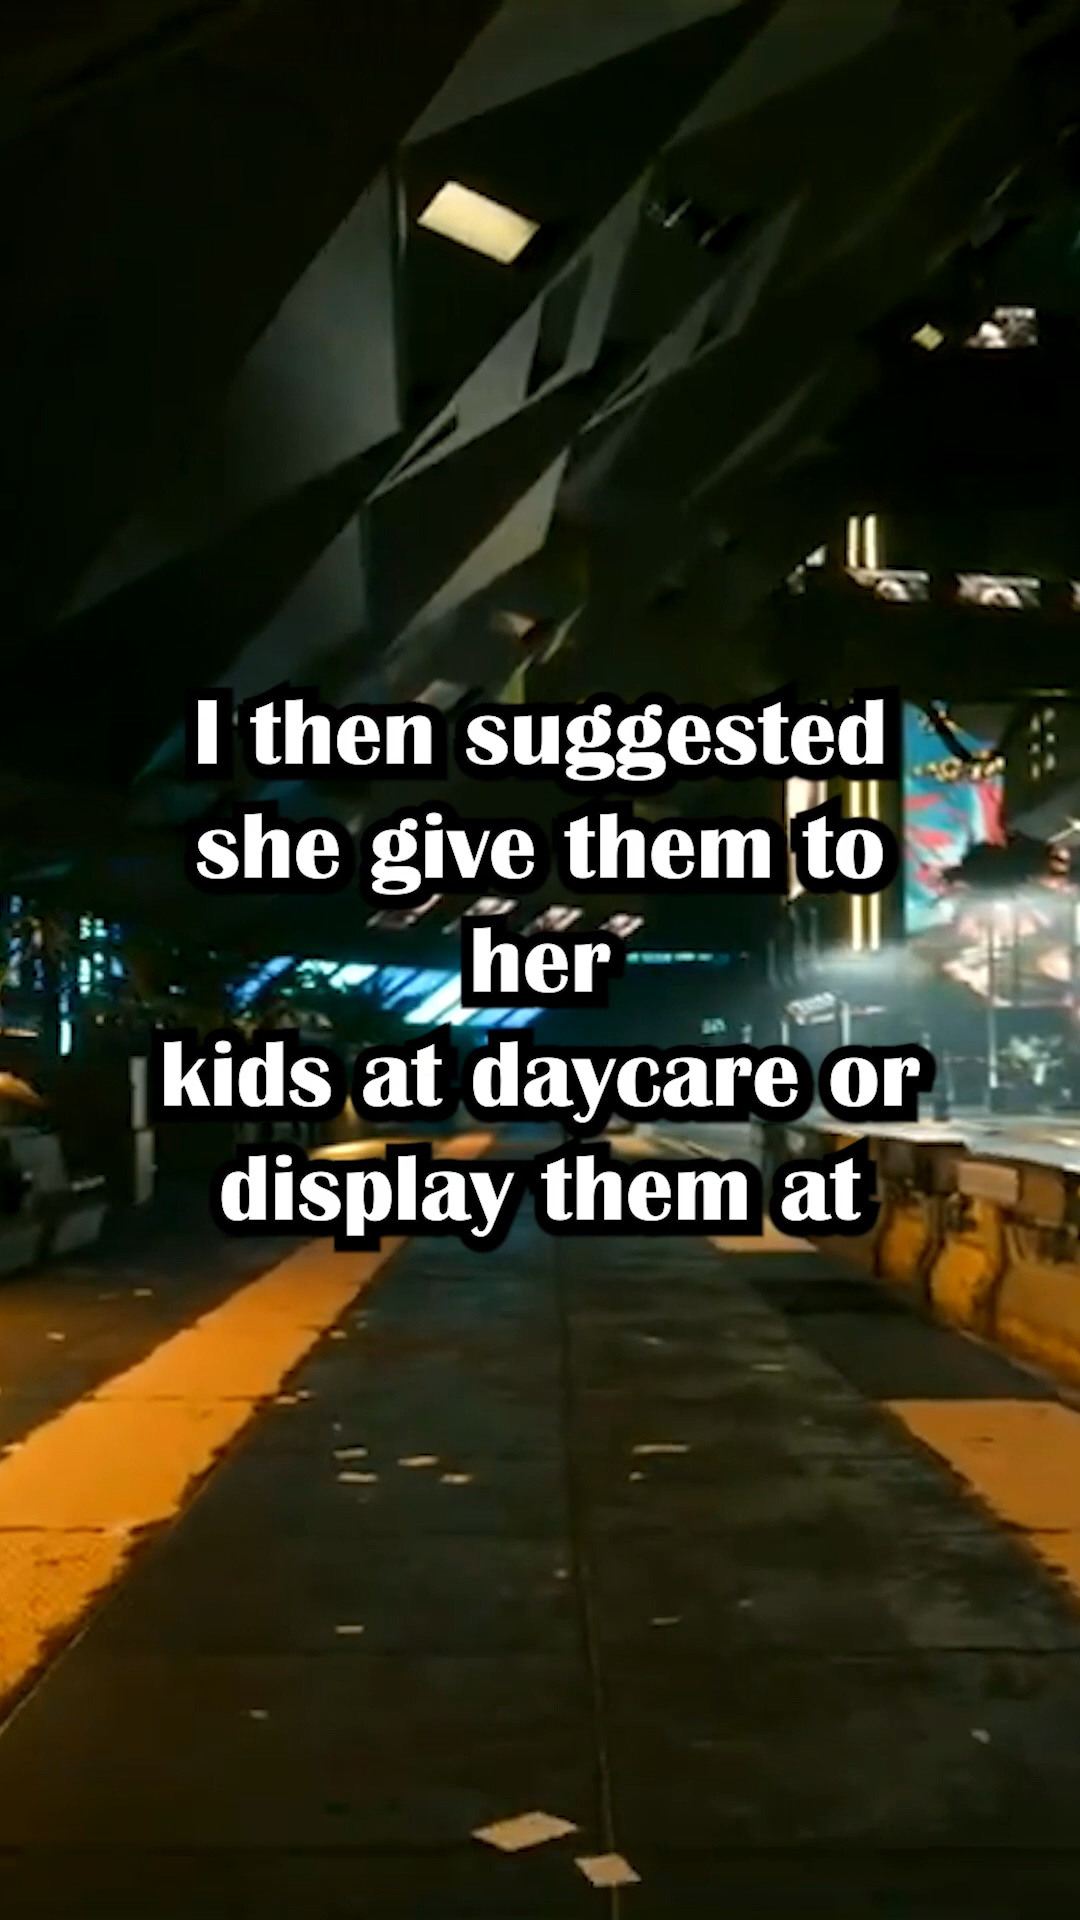 I then suggested
she give them to
her
kids at daycare or
display them at